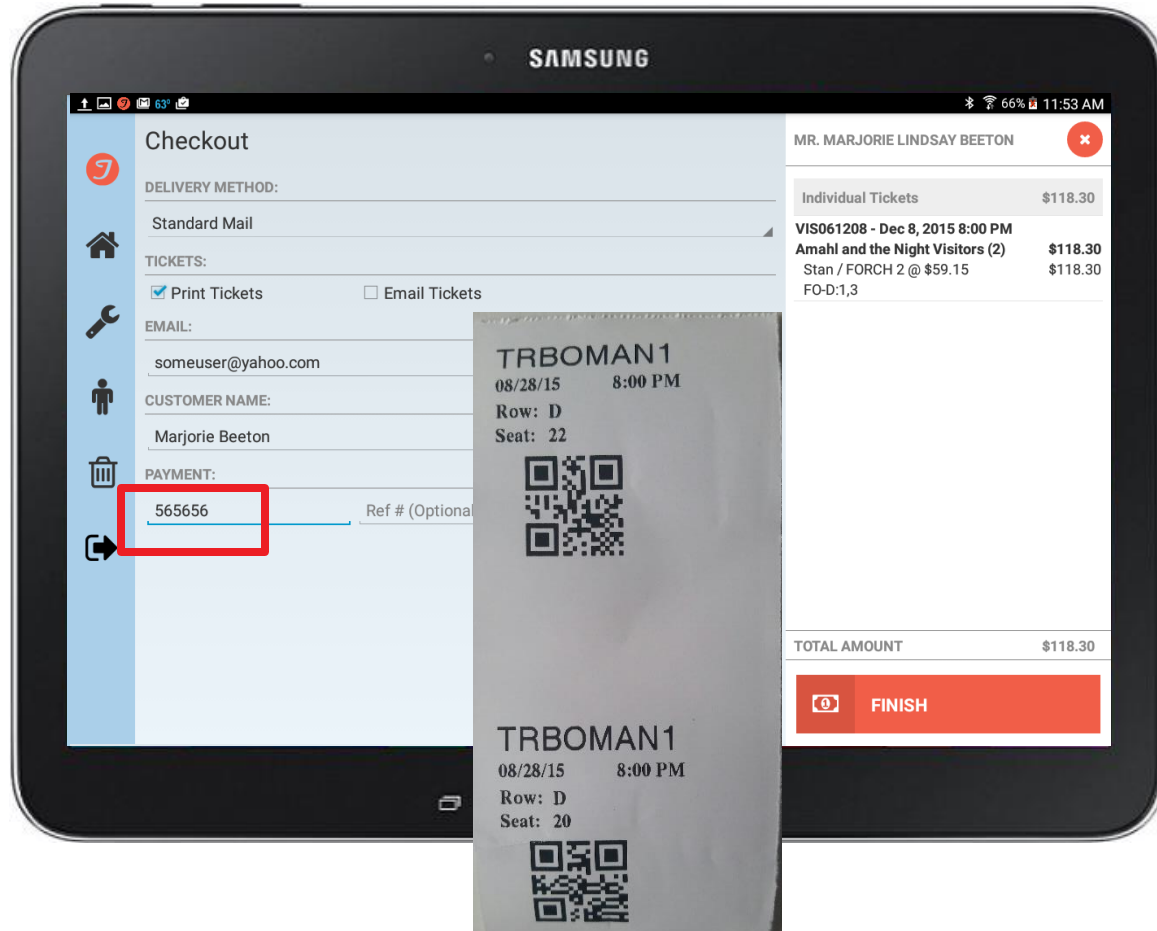 SAMSUNG
63° 66% 11:53 AM
Checkout
DELIVERY METHOD:
Standard Mail
TICKETS:
Print Tickets Email Tickets
EMAIL:
someuser@yahoo.com
CUSTOMER NAME:
Marjorie Beeton
PAYMENT:
565656 Ref # (Optional
MR. MARJORIE LINDSAY BEETON
Individual Tickets $118.30
VIS061208 - Dec 8, 2015 8:00 PM
Amahl and the Night Visitors (2) $118.30
Stan / FORCH 2 @ $59.15 $118.30
FO-D:1,3
TOTAL AMOUNT $118.30
FINISH
TRBOMAN1
08/28/15 8:00 PM
Row: D
Seat: 22
TRBOMAN1
08/28/15 8:00 PM
Row: D
Seat: 20